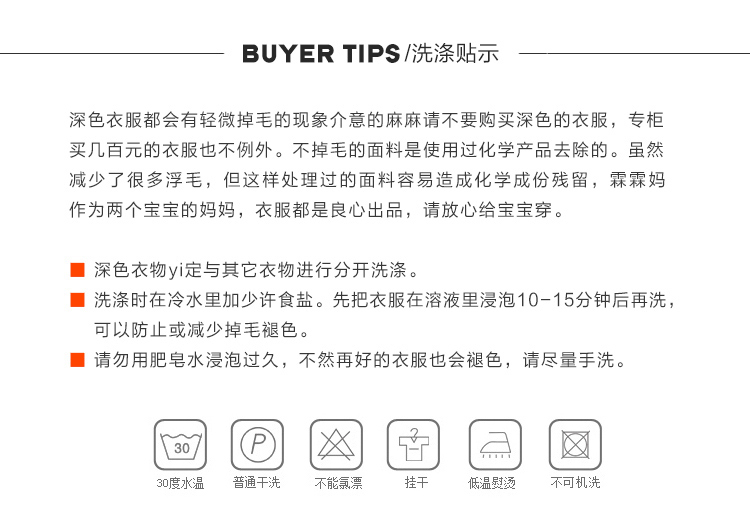 BUYER TIPS/洗涤贴示
深色衣服都会有轻微掉毛的现象介意的麻麻请不要购买深色的衣服，专柜
买几百元的衣服也不例外。不掉毛的面料是使用过化学产品去除的。虽然
减少了很多浮毛，但这样处理过的面料容易造成化学成份残留，霖霖妈
作为两个宝宝的妈妈，衣服都是良心出品，请放心给宝宝穿。
深色衣物yi定与其它衣物进行分开洗涤。
洗涤时在冷水里加少许食盐。先把衣服在溶液里浸泡10-15分钟后再洗，
可以防止或减少掉毛褪色。
请勿用肥皂水浸泡过久，不然再好的衣服也会褪色，请尽量手洗。
30 P
30度水温 普通干洗 不能氯漂 挂干 低温熨烫 不可机洗